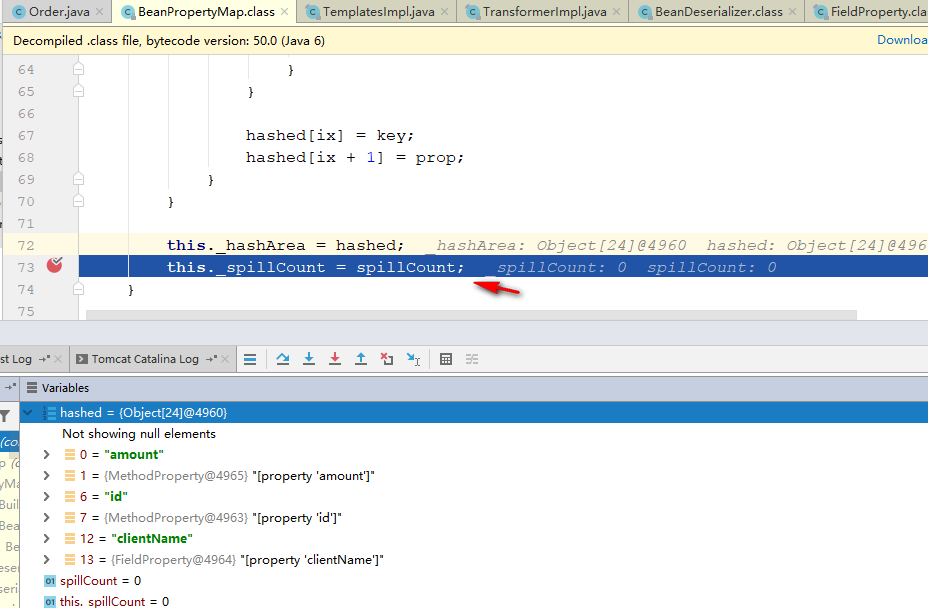 Order.java × BeanPropertyMap.class × TemplatesImpl.java × TransformerImpl.java × BeanDeserializer.class × FieldProperty.cla
Decompiled .class file, bytecode version: 50.0 (Java 6) Downloa
64 }
65 }
66
67 hashed[ix] = key;
68 hashed[ix + 1] = prop;
69 }
70 }
71
72 this._hashArea = hashed; _hashArea: Object[24]@4960 hashed: Object[24]@496
73 this._spillCount = spillCount; _spillCount: 0 spillCount: 0
74 }
75
st Log × Tomcat Catalina Log ×
Variables
hashed = {Object[24]@4960}
Not showing null elements
0 = "amount"
1 = {MethodProperty@4965} "[property 'amount']"
6 = "id"
7 = {MethodProperty@4963} "[property 'id']"
12 = "clientName"
13 = {FieldProperty@4964} "[property 'clientName']"
01 spillCount = 0
01 this._spillCount = 0